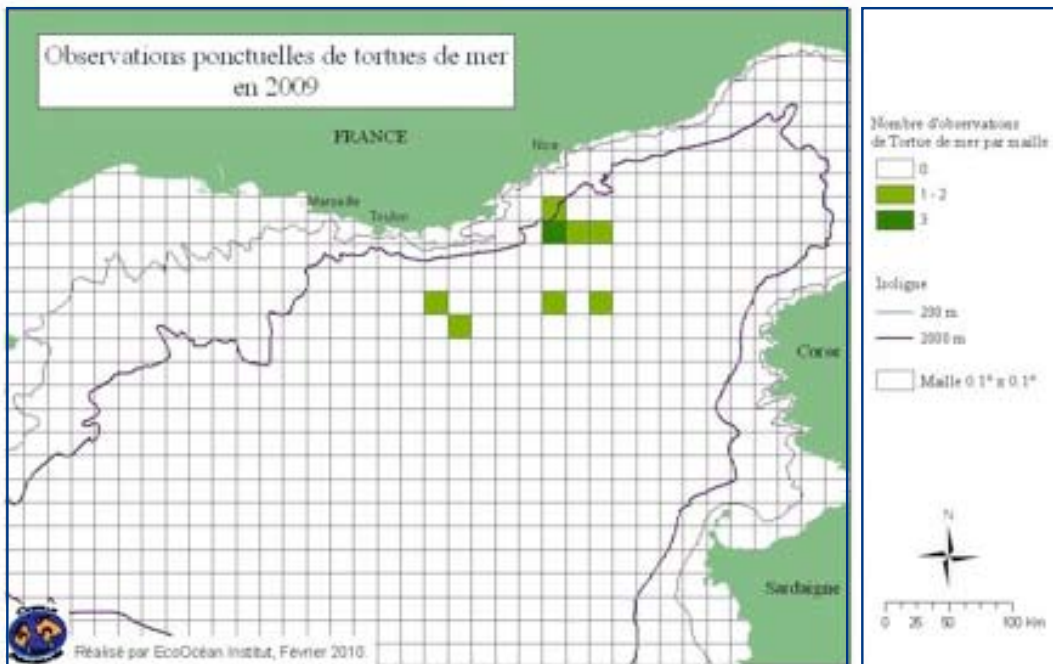 Observations ponctuelles de tortues de mer
en 2009
FRANCE
Nice
Marseille
Toulon
Corse
Sardaigne
Réalisé par EcoOcéan Institut, Février 2010.
Nombre d'observations
de Tortue de mer par maille
0
1 - 2
3
Isoligne
200 m
2000 m
Maille 0.1° x 0.1°
N
0 25 50 100 Km